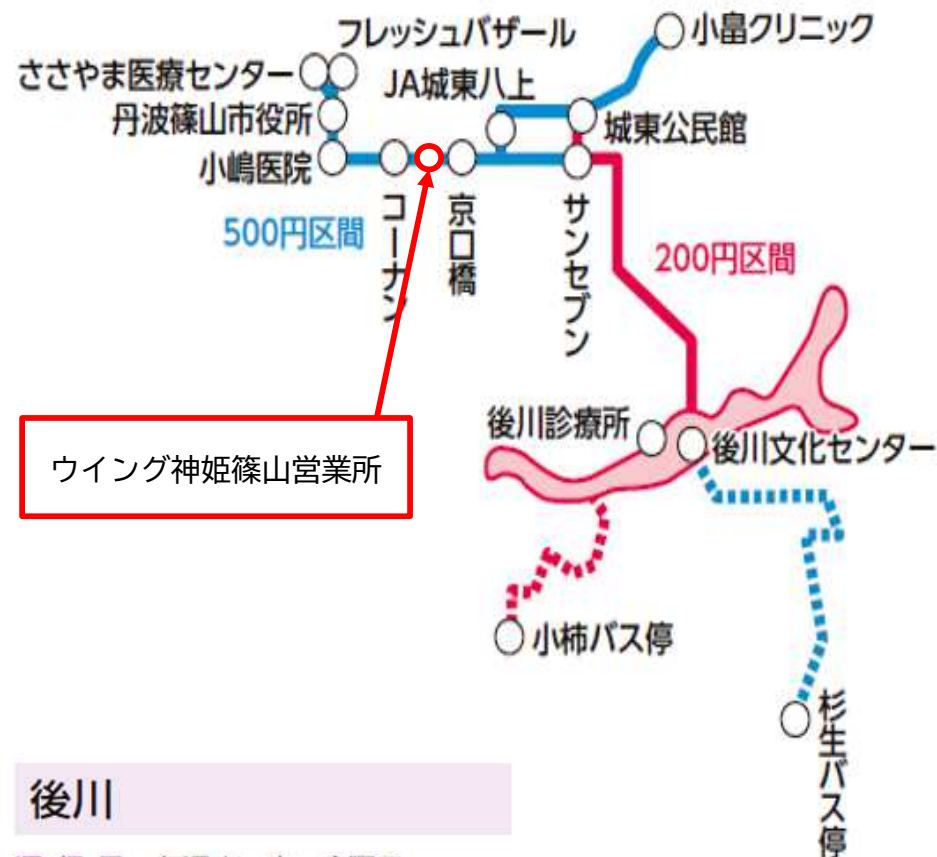 フレッシュバザール
小畠クリニック
ささやま医療センター
JA城東八上
丹波篠山市役所
城東公民館
小嶋医院
コーナン
京口橋
サンセブン
500円区間
200円区間
後川診療所
後川文化センター
ウイング神姫篠山営業所
小柿バス停
杉生バス停
後川